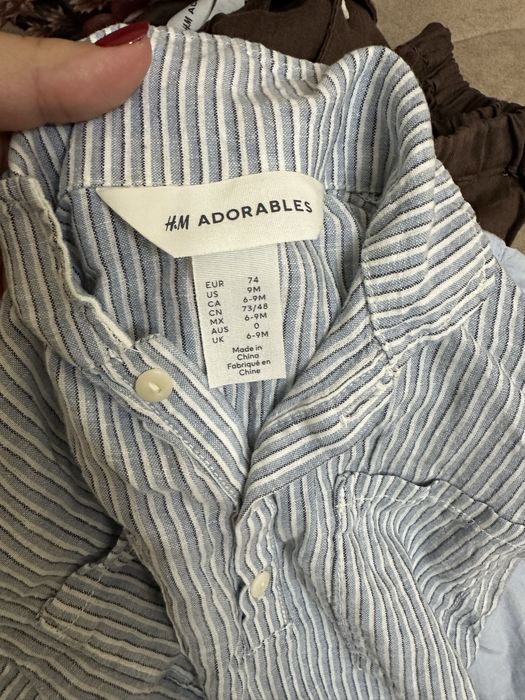 H&M ADORABLES
EUR 74
US 9M
CA 6-9M
CN 73/48
MX 6-9M
AUS 0
UK 6-9M
Made in
China
Fabriqué en
Chine